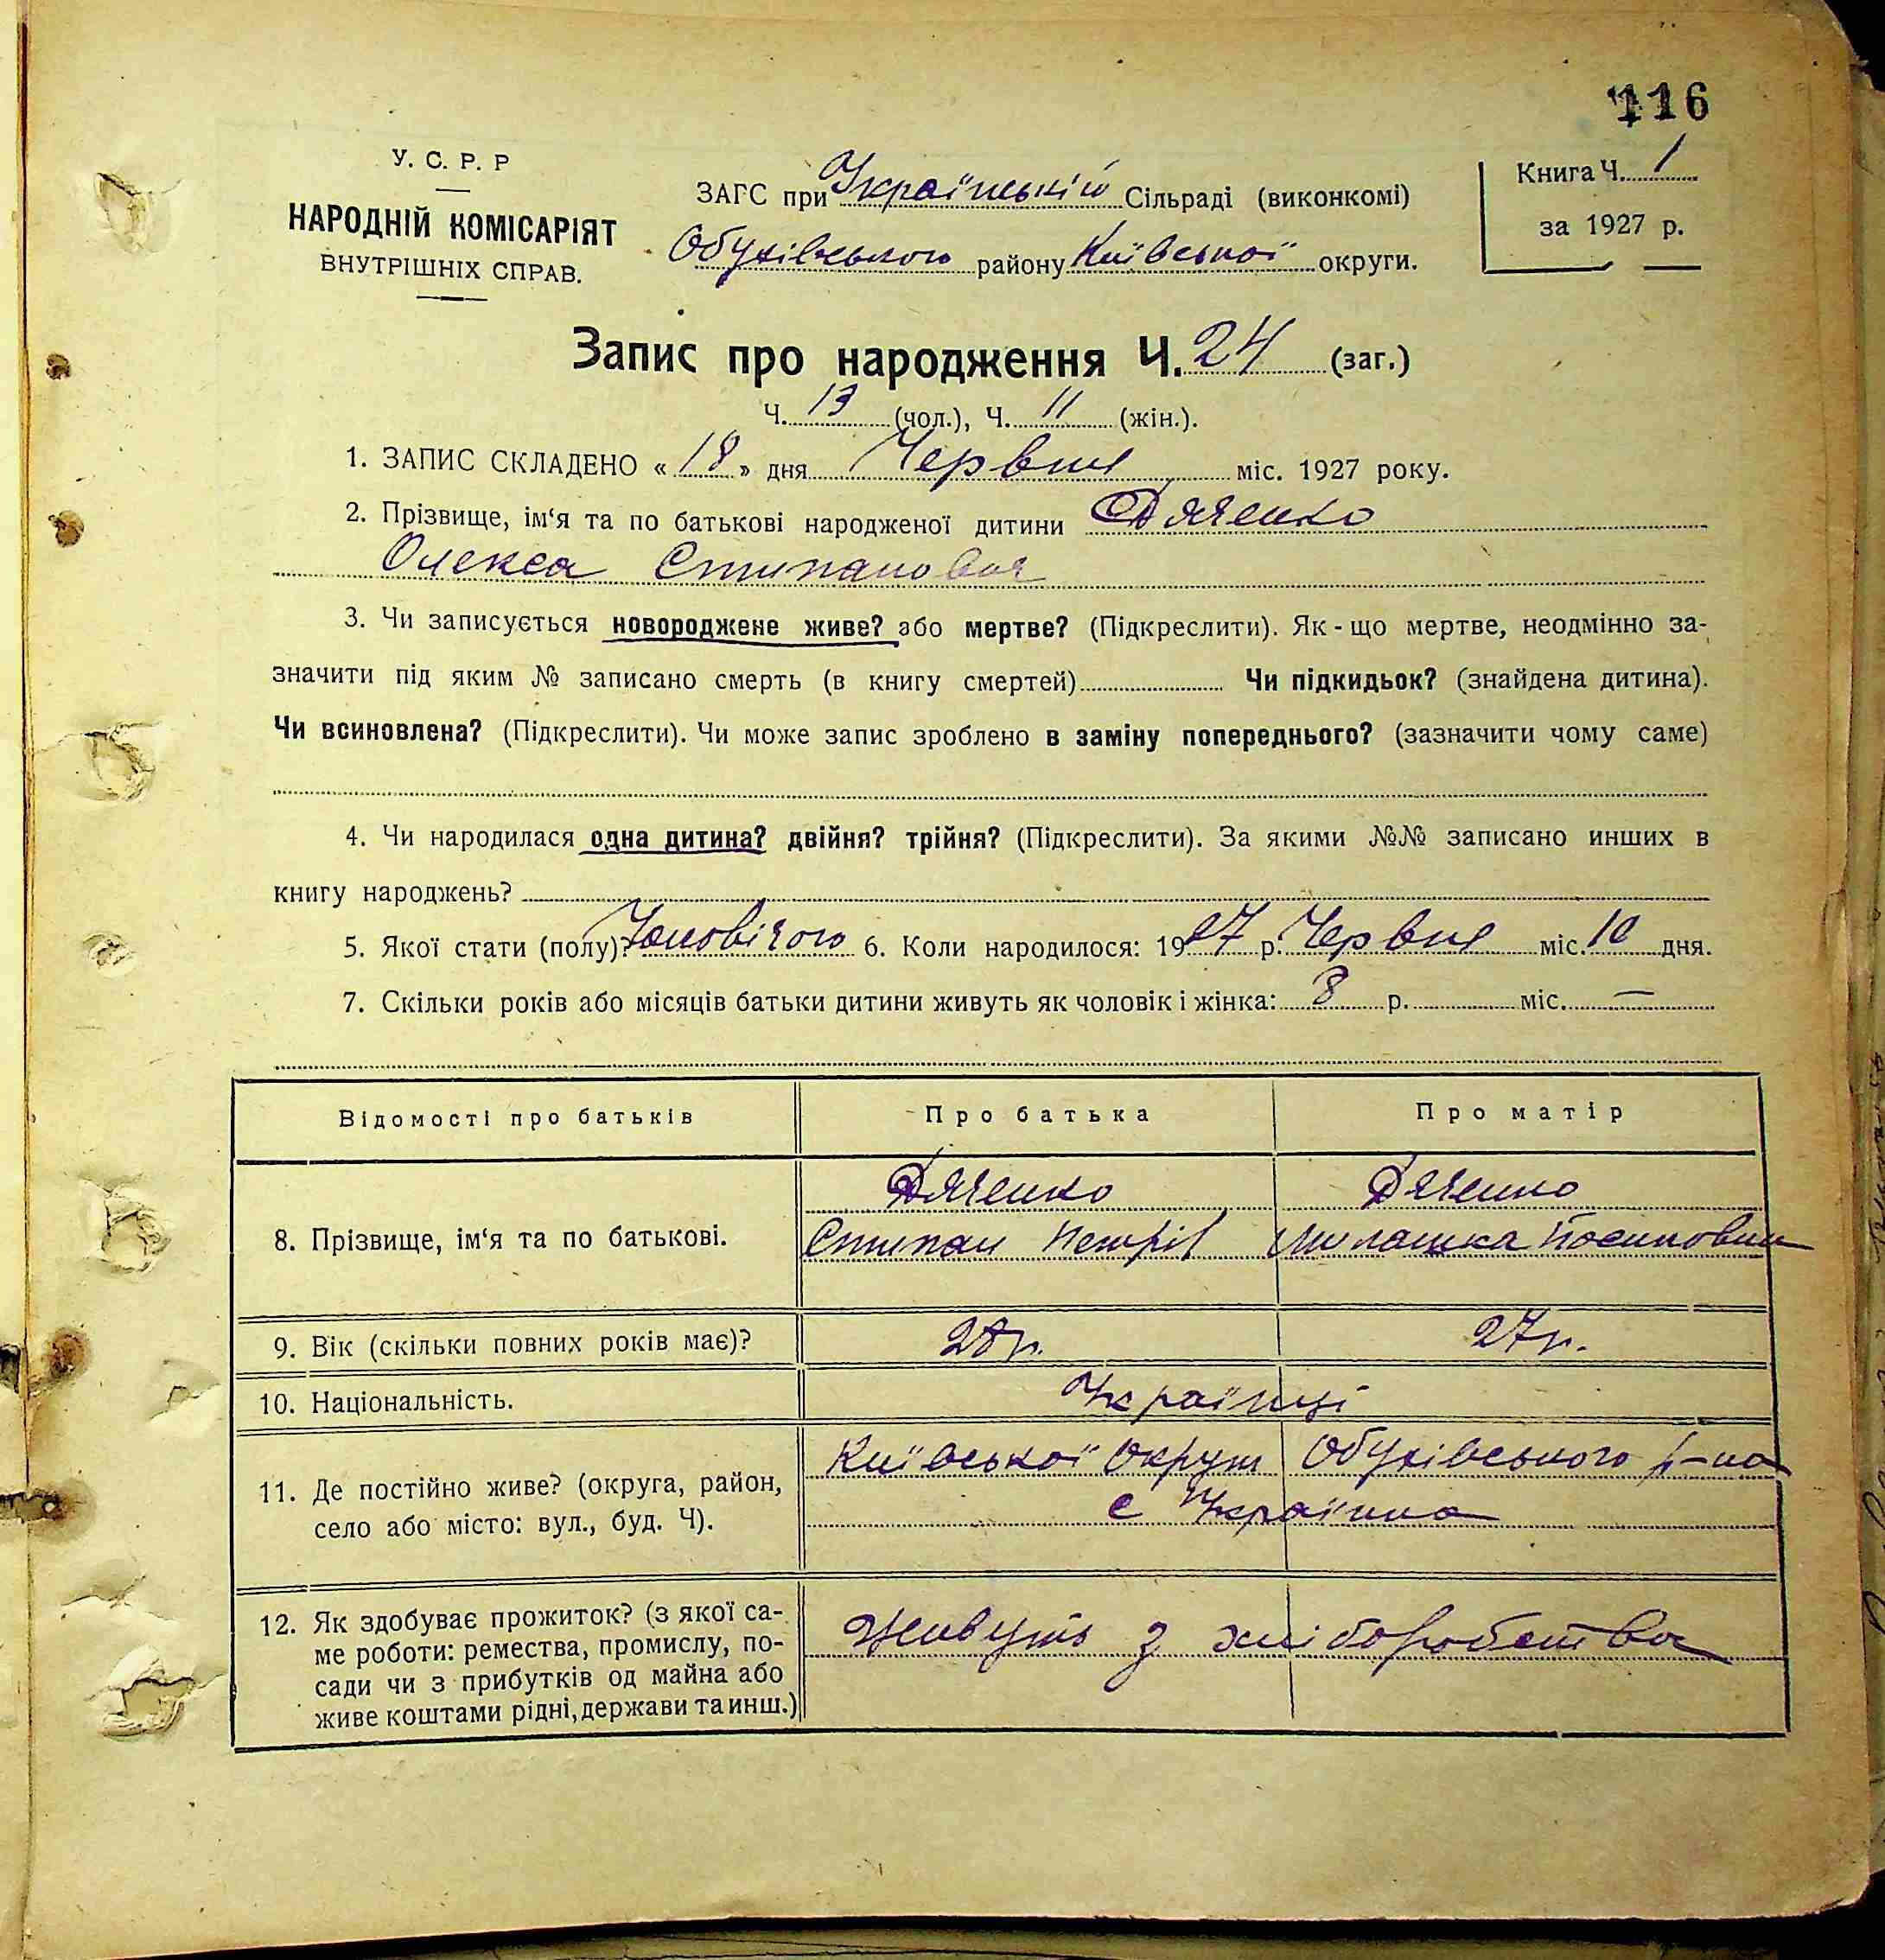 116
У. С. Р. Р
НАРОДНІЙ КОМІСАРІЯТ
ВНУТРІШНІХ СПРАВ.
ЗАГС при Українській Сільраді (виконкомі)
Обухівського району Київської округи.
Книга Ч. 1
за 1927 р.
Запис про народження Ч. 24 (заг.)
Ч. 13 (чол.), Ч. 11 (жін.).
1. ЗАПИС СКЛАДЕНО « 18 » дня Червня міс. 1927 року.
2. Прізвище, ім'я та по батькові народженої дитини Дяченко
Олекса Степанович
3. Чи записується новороджене живе? або мертве? (Підкреслити). Як-що мертве, неодмінно за-
значити під яким № записано смерть (в книгу смертей) Чи підкидьок? (знайдена дитина).
Чи всиновлена? (Підкреслити). Чи може запис зроблено в заміну попереднього? (зазначити чому саме)
4. Чи народилася одна дитина? двійня? трійня? (Підкреслити). За якими №№ записано инших в
книгу народжень?
5. Якої стати (полу)? Чоловічого 6. Коли народилося: 1927 р. Червня міс. 10 дня.
7. Скільки років або місяців батьки дитини живуть як чоловік і жінка: 8 р. міс. —
Відомості про батьків Про батька Про матір
8. Прізвище, ім'я та по батькові. Дяченко Дяченко
Степан Петрів Милашка Йосиповна
9. Вік (скільки повних років має)? 28 р. 27 р.
10. Національність. Українці
11. Де постійно живе? (округа, район,
село або місто: вул., буд. Ч). Київської Округи Обухівського р-на
с Українка
12. Як здобуває прожиток? (з якої са-
ме роботи: ремества, промислу, по-
сади чи з прибутків од майна або
живе коштами рідні, держави та инш.) Живуть з хліборобства